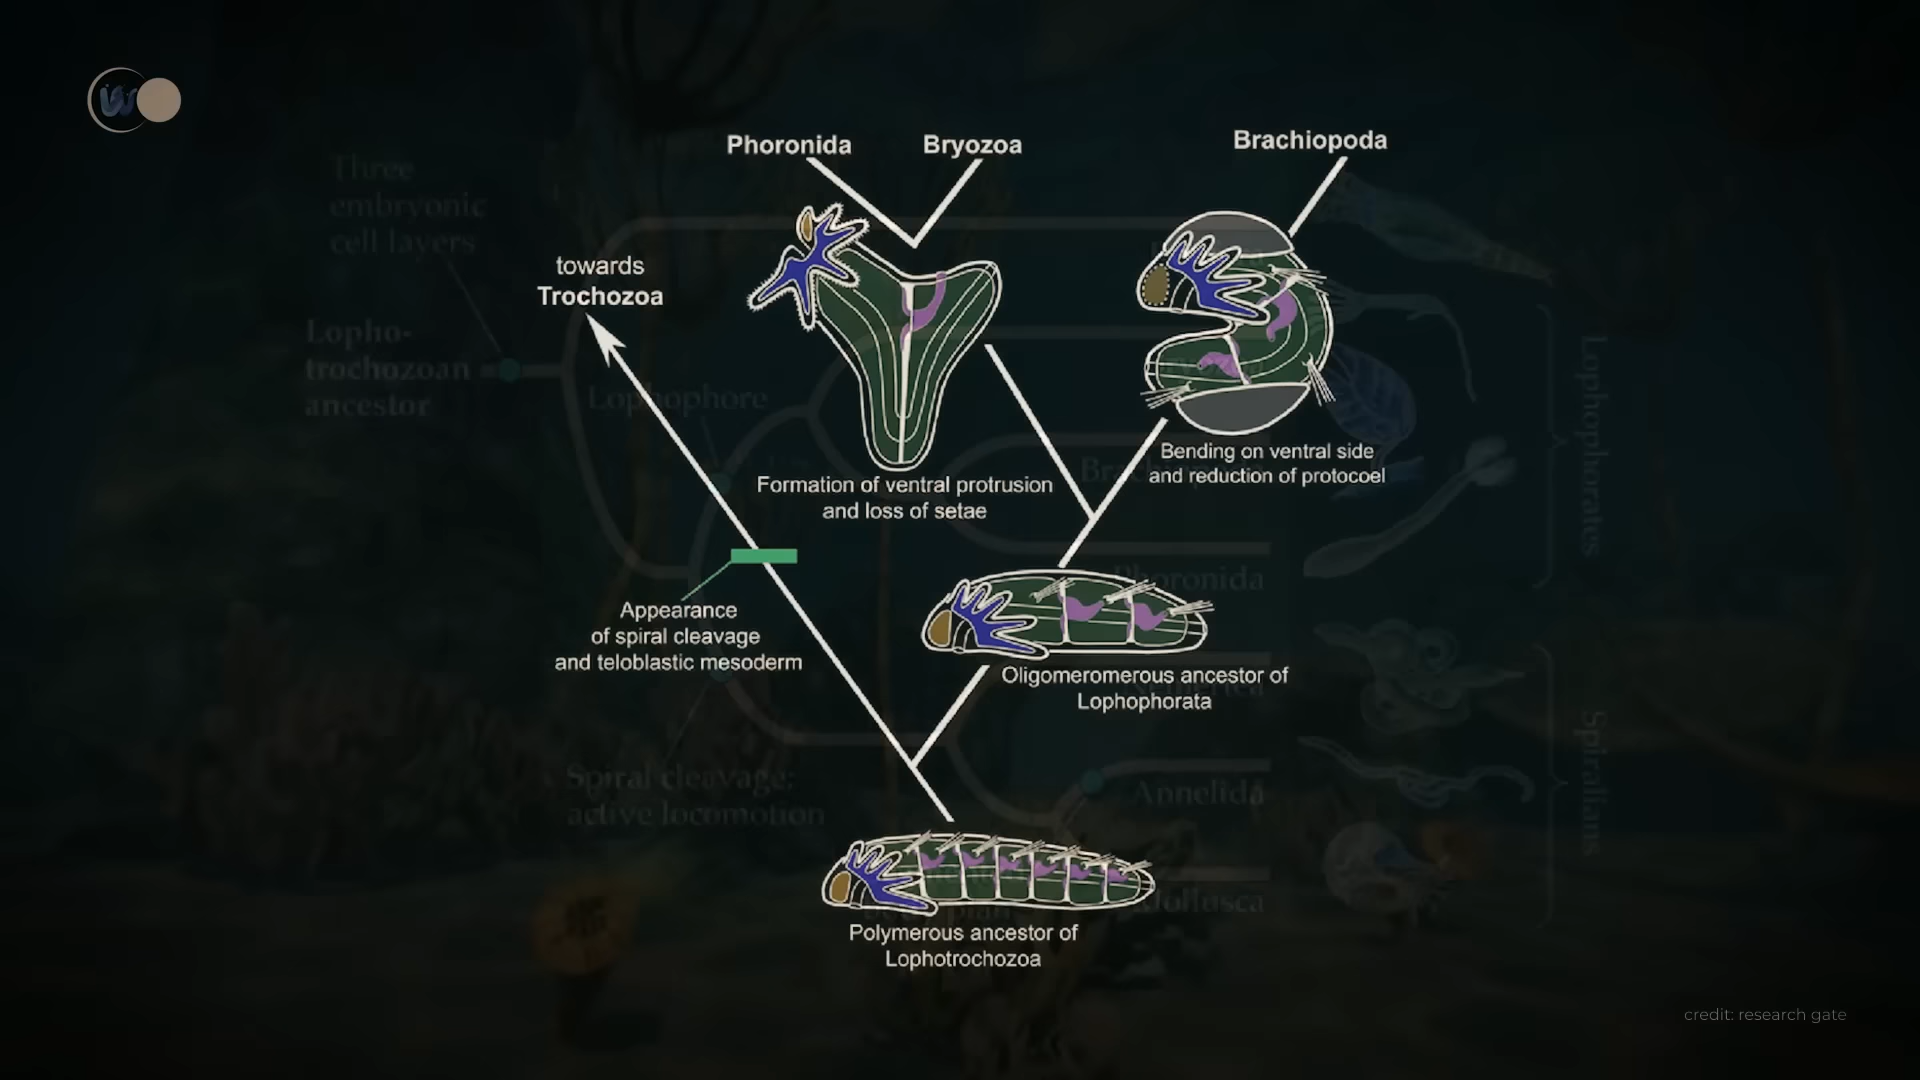 Phoronida
Bryozoa
Brachiopoda
towards
Trochozoa
Formation of ventral protrusion
and loss of setae
Bending on ventral side
and reduction of protocoel
Appearance
of spiral cleavage
and teloblastic mesoderm
Oligomeromerous ancestor of
Lophophorata
Polymerous ancestor of
Lophotrochozoa
Three
embryonic
cell layers
Lopho-
trochozoan
ancestor
Lophophore
Phoronida
Spiral cleavage:
active locomotion
Annelida
Mollusca
Lophophorates
Spiralians
credit: research gate